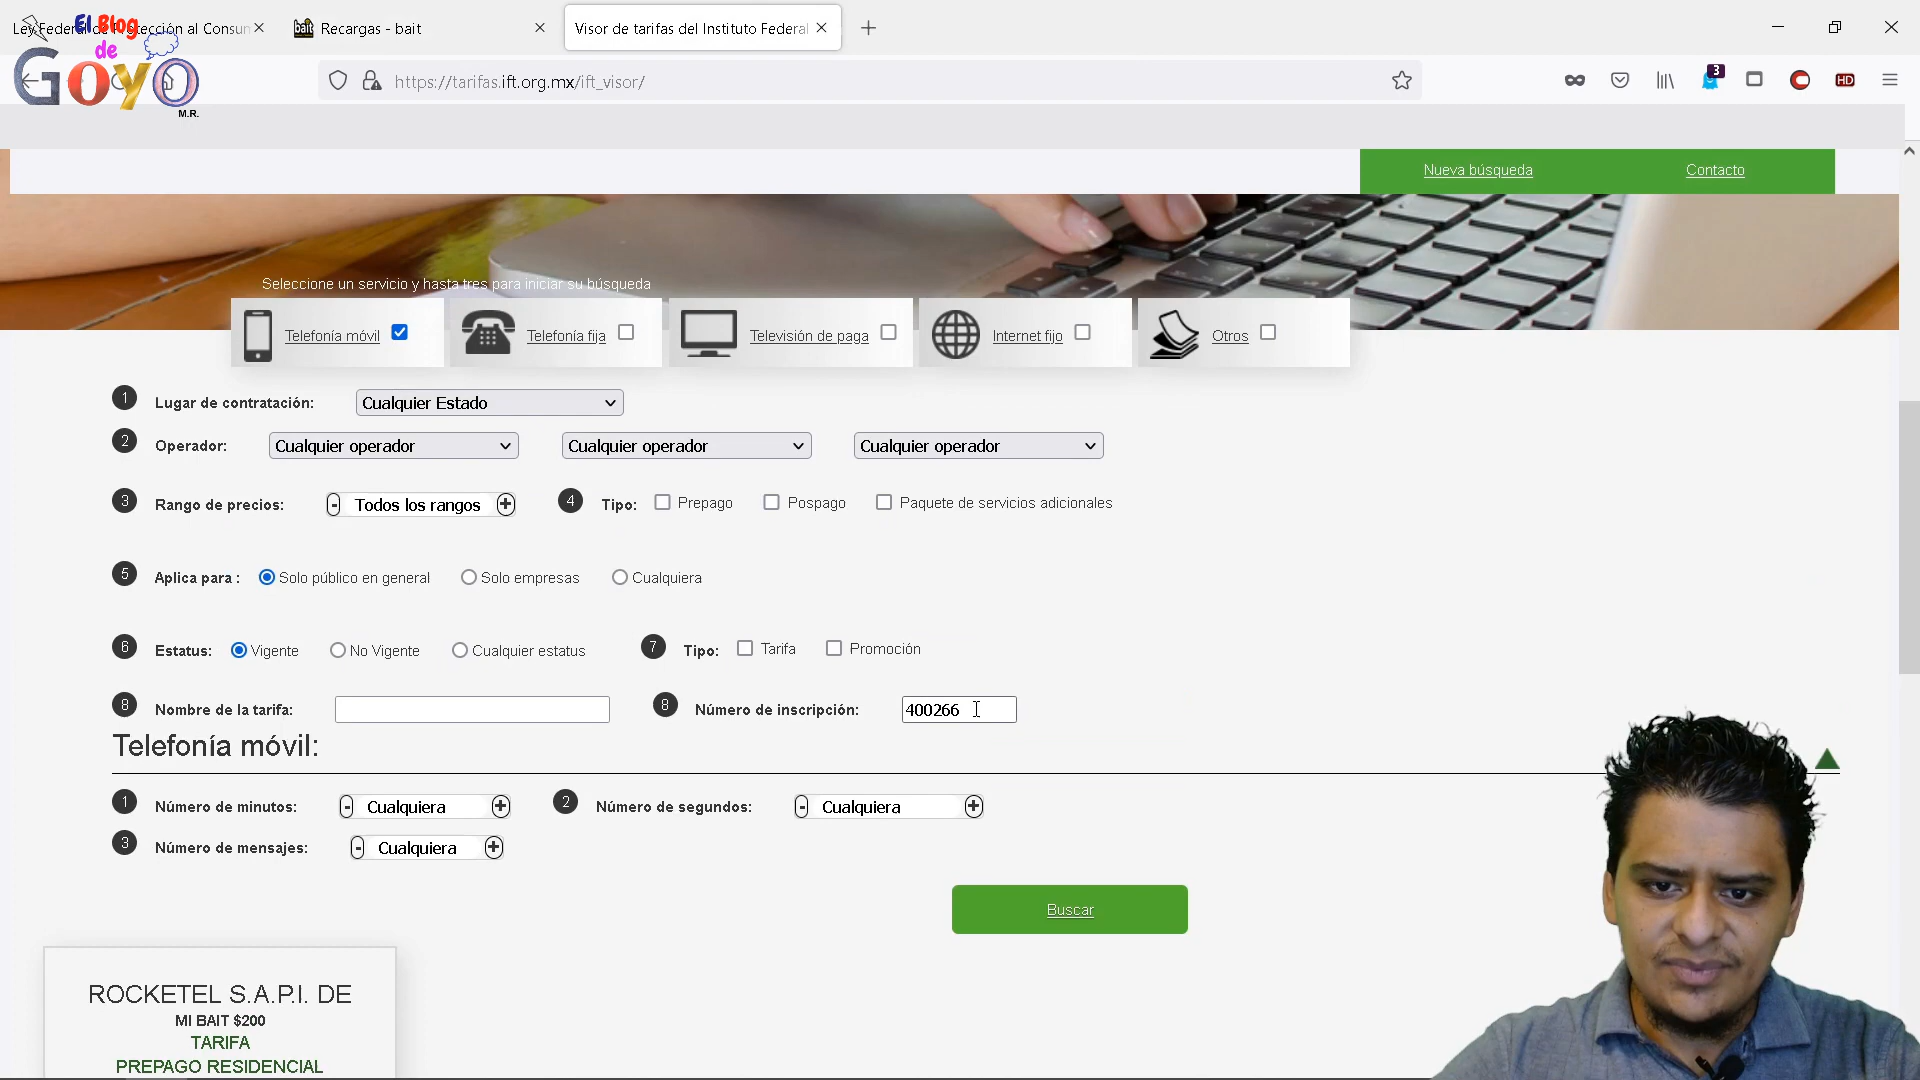 Ley Federal de Protección al Consun
Recargas - bait
Visor de tarifas del Instituto Federal
El Blog
de
GOYO
M.R.
https://tarifas.ift.org.mx/ift_visor/
3
HD
Nueva búsqueda
Contacto
Seleccione un servicio y hasta tres para iniciar su búsqueda
Telefonía móvil
Telefonía fija
Televisión de paga
Internet fijo
Otros
1 Lugar de contratación: Cualquier Estado
2 Operador: Cualquier operador Cualquier operador Cualquier operador
3 Rango de precios: - Todos los rangos + 4 Tipo: Prepago Pospago Paquete de servicios adicionales
5 Aplica para : Solo público en general Solo empresas Cualquiera
6 Estatus: Vigente No Vigente Cualquier estatus 7 Tipo: Tarifa Promoción
8 Nombre de la tarifa: 8 Número de inscripción: 400266
Telefonía móvil:
1 Número de minutos: - Cualquiera + 2 Número de segundos: - Cualquiera +
3 Número de mensajes: - Cualquiera +
Buscar
ROCKETEL S.A.P.I. DE
MI BAIT $200
TARIFA
PREPAGO RESIDENCIAL